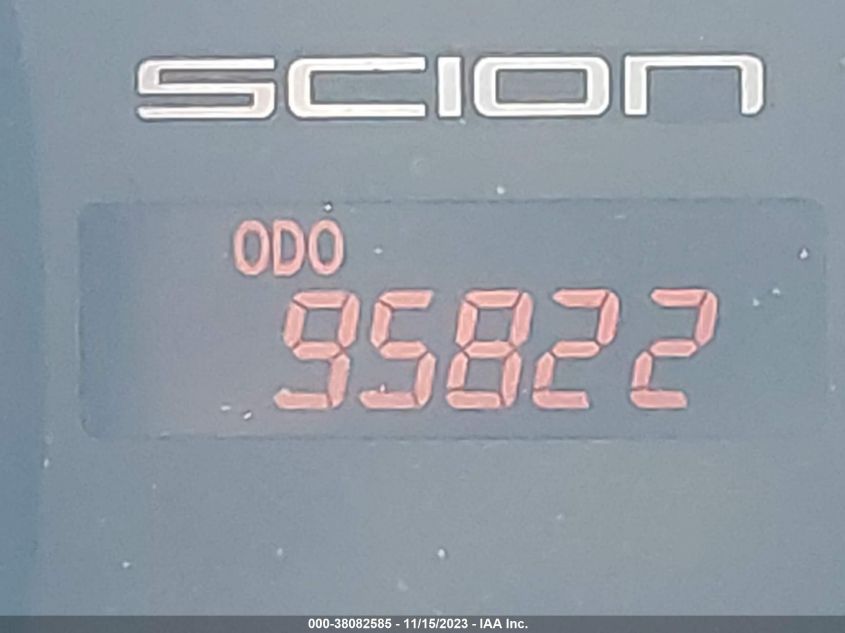 SCION
ODO
95822
000-38082585 - 11/15/2023 - IAA Inc.